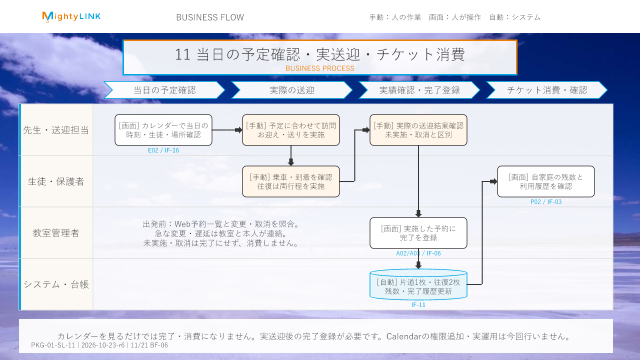 MightyLINK
BUSINESS FLOW
手動：人の作業　画面：人が操作　自動：システム
11 当日の予定確認・実送迎・チケット消費
BUSINESS PROCESS
当日の予定確認
実際の送迎
実績確認・完了登録
チケット消費・確認
先生・送迎担当
[画面] カレンダーで当日の
時刻・生徒・場所確認
E02 / IF-16
[手動] 予定に合わせて訪問
お迎え・送りを実施
[手動] 実際の送迎結果確認
未実施・取消と区別
生徒・保護者
[手動] 乗車・到着を確認
往復は両行程を実施
[画面] 自家庭の残数と
利用履歴を確認
P02 / IF-03
教室管理者
出発前：Web予約一覧と変更・取消を照合。
急な変更・遅延は教室と本人が連絡。
未実施・取消は完了にせず、消費しません。
[画面] 実施した予約に
完了を登録
A02/A03 / IF-06
システム・台帳
[自動] 片道1枚・往復2枚
残数・完了履歴更新
IF-11
カレンダーを見るだけでは完了・消費になりません。実送迎後の完了登録が必要です。Calendarの権限追加・実運用は今回行いません。
PKG-01-SL-11 | 2026-10-23-r6 | 11/21 BF-06